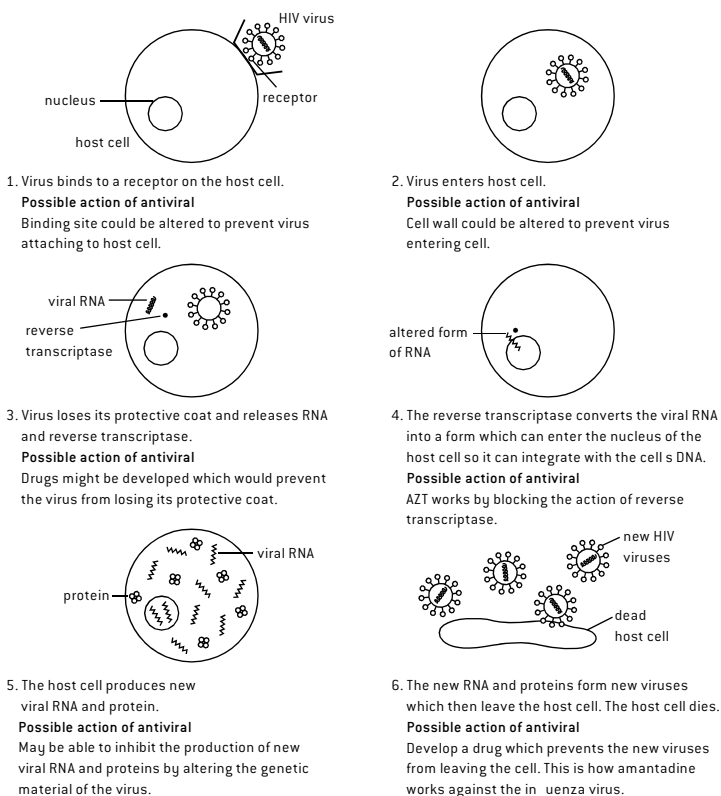 HIV virus
nucleus
receptor
host cell
1. Virus binds to a receptor on the host cell.
Possible action of antiviral
Binding site could be altered to prevent virus
attaching to host cell.
2. Virus enters host cell.
Possible action of antiviral
Cell wall could be altered to prevent virus
entering cell.
viral RNA
reverse
transcriptase
altered form
of RNA
3. Virus loses its protective coat and releases RNA
and reverse transcriptase.
Possible action of antiviral
Drugs might be developed which would prevent
the virus from losing its protective coat.
4. The reverse transcriptase converts the viral RNA
into a form which can enter the nucleus of the
host cell so it can integrate with the cell s DNA.
Possible action of antiviral
AZT works by blocking the action of reverse
transcriptase.
viral RNA
protein
new HIV
viruses
dead
host cell
5. The host cell produces new
viral RNA and protein.
Possible action of antiviral
May be able to inhibit the production of new
viral RNA and proteins by altering the genetic
material of the virus.
6. The new RNA and proteins form new viruses
which then leave the host cell. The host cell dies.
Possible action of antiviral
Develop a drug which prevents the new viruses
from leaving the cell. This is how amantadine
works against the in uenza virus.